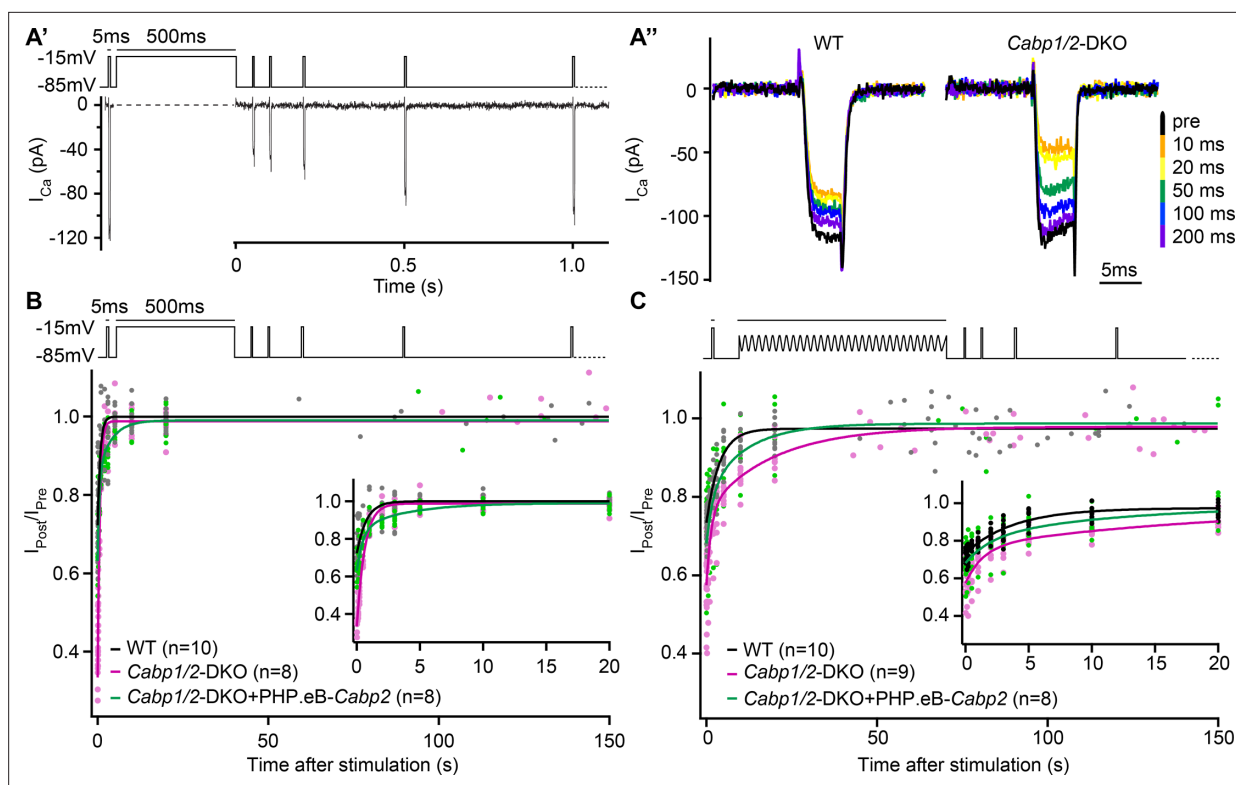 A'
5ms 500ms
-15mV
-85mV
0
-40
-80
-120
I_Ca (pA)
0 0.5 1.0
Time (s)
A"
WT Cabp1/2-DKO
0
-50
-100
-150
I_Ca (pA)
pre
10 ms
20 ms
50 ms
100 ms
200 ms
5ms
B
5ms 500ms
-15mV
-85mV
1.0
0.8
0.6
0.4
I_Post/I_Pre
1.0
0.8
0.6
0.4
0 5 10 15 20
WT (n=10)
Cabp1/2-DKO (n=8)
Cabp1/2-DKO+PHP.eB-Cabp2 (n=8)
0 50 100 150
Time after stimulation (s)
C
1.0
0.8
0.6
0.4
I_Post/I_Pre
1.0
0.8
0.6
0.4
0 5 10 15 20
WT (n=10)
Cabp1/2-DKO (n=9)
Cabp1/2-DKO+PHP.eB-Cabp2 (n=8)
0 50 100 150
Time after stimulation (s)